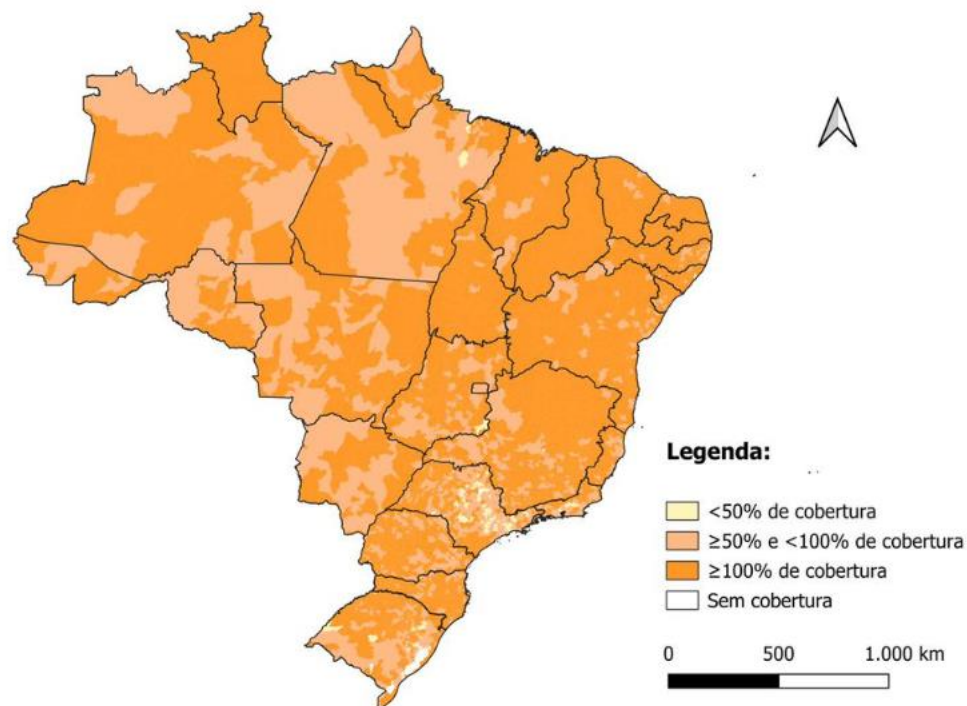 Legenda:
<50% de cobertura
≥50% e <100% de cobertura
≥100% de cobertura
Sem cobertura
0 500 1.000 km